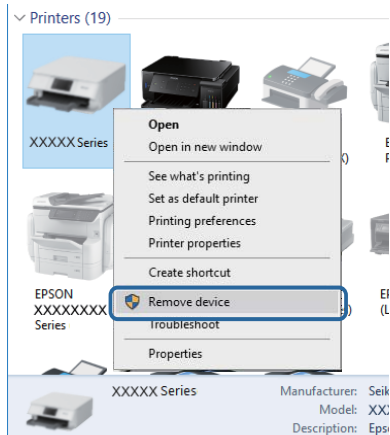 Printers (19)
XXXXX Series
Open
Open in new window
See what's printing
Set as default printer
Printing preferences
Printer properties
Create shortcut
Remove device
Troubleshoot
Properties
EPSON
XXXXXXXX
Series
XXXXX Series
Manufacturer:
Model:
Description: